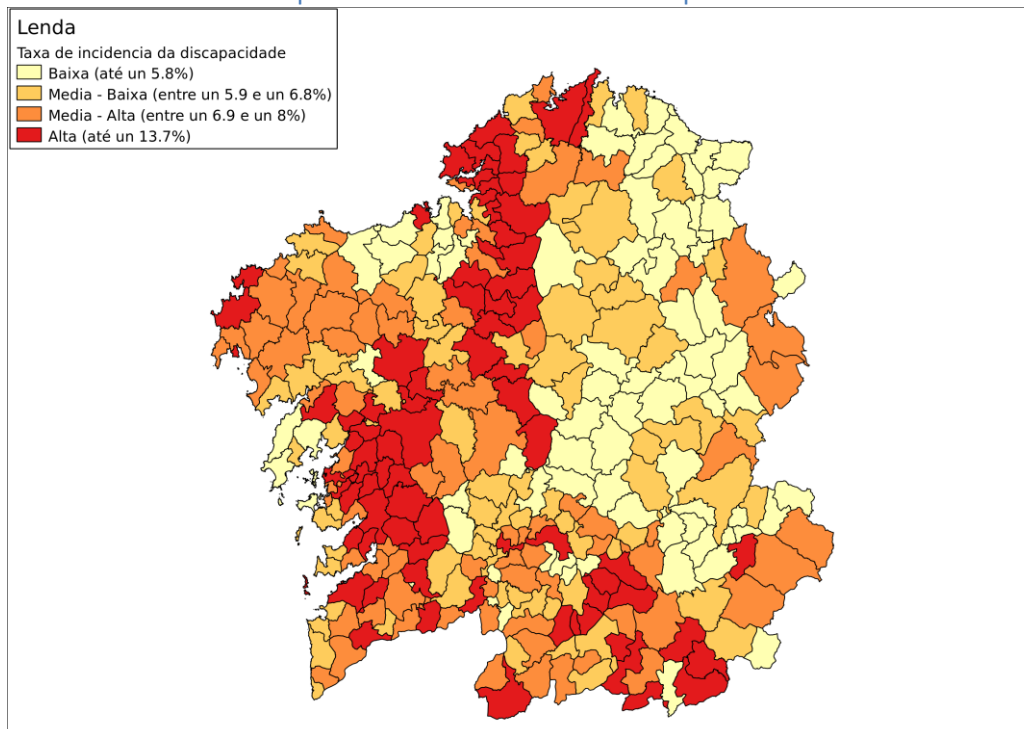 Lenda
Taxa de incidencia da discapacidade
Baixa (até un 5.8%)
Media - Baixa (entre un 5.9 e un 6.8%)
Media - Alta (entre un 6.9 e un 8%)
Alta (até un 13.7%)